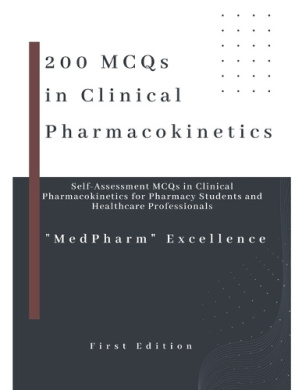 200 MCQs
in Clinical
Pharmacokinetics
Self-Assessment MCQs in Clinical
Pharmacokinetics for Pharmacy Students and
Healthcare Professionals
"MedPharm" Excellence
First Edition